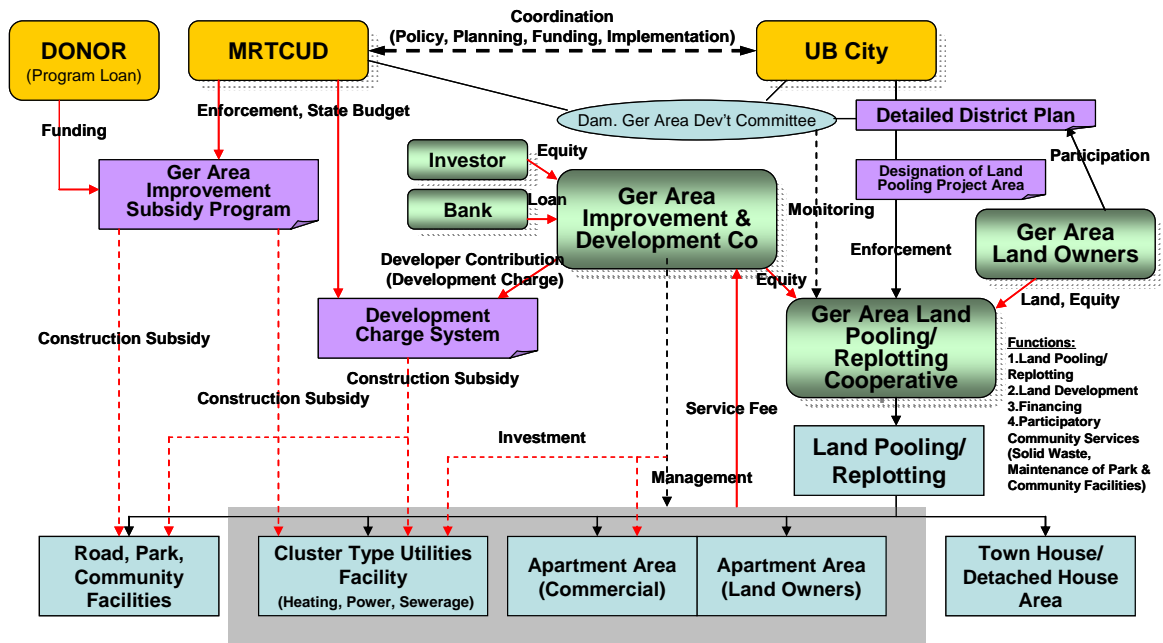 Coordination
(Policy, Planning, Funding, Implementation)
DONOR
(Program Loan)
MRTCUD
UB City
Enforcement, State Budget
Dam. Ger Area Dev't Committee
Detailed District Plan
Funding
Investor
Equity
Participation
Ger Area
Improvement
Subsidy Program
Bank
Loan
Ger Area
Improvement &
Development Co
Designation of Land
Pooling Project Area
Monitoring
Ger Area
Land Owners
Enforcement
Developer Contribution
(Development Charge)
Equity
Land, Equity
Development
Charge System
Ger Area Land
Pooling/
Replotting
Cooperative
Construction Subsidy
Construction Subsidy
Construction Subsidy
Functions:
1.Land Pooling/
Replotting
2.Land Development
3.Financing
4.Participatory
Community Services
(Solid Waste,
Maintenance of Park &
Community Facilities)
Service Fee
Investment
Management
Land Pooling/
Replotting
Road, Park,
Community
Facilities
Cluster Type Utilities
Facility
(Heating, Power, Sewerage)
Apartment Area
(Commercial)
Apartment Area
(Land Owners)
Town House/
Detached House
Area